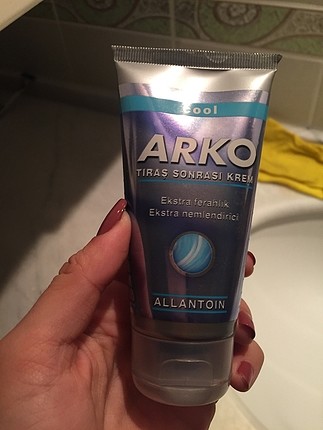 cool
ARKO
TIRAŞ SONRASI KREM
Ekstra ferahlık
Ekstra nemlendirici
ALLANTOIN